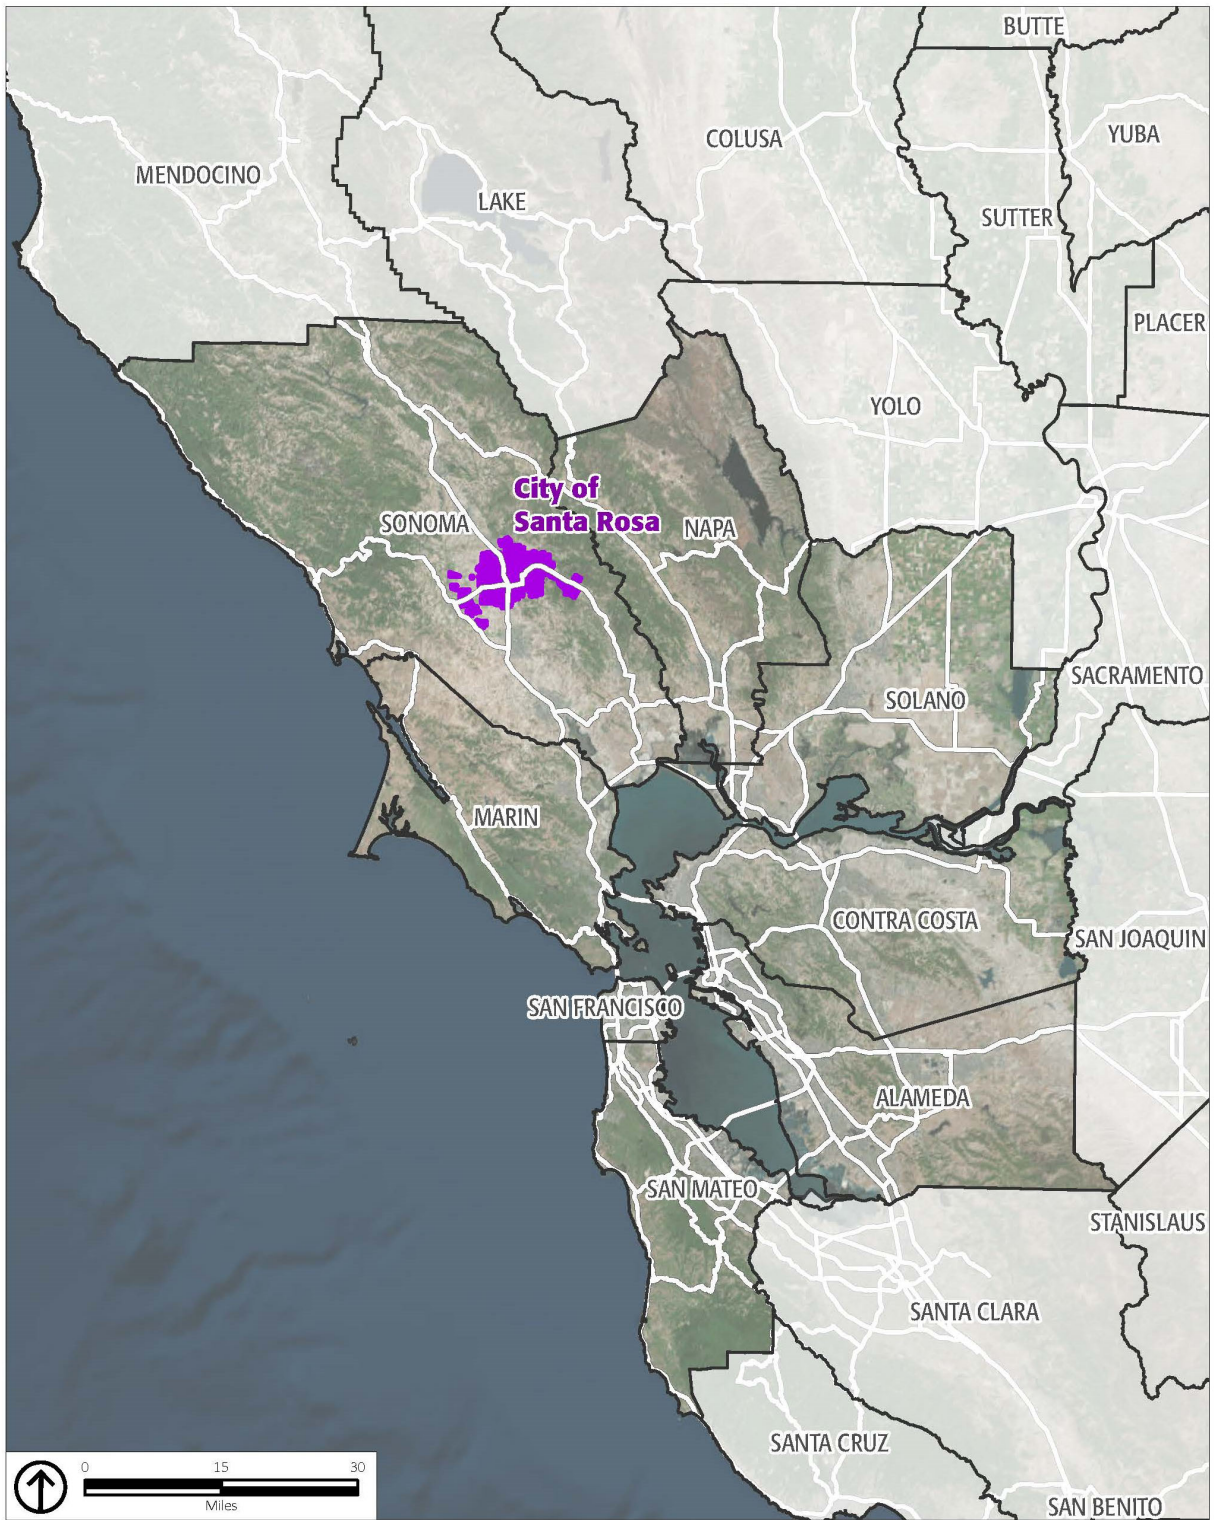 BUTTE
COLUSA
YUBA
MENDOCINO
LAKE
SUTTER
PLACER
YOLO
City of
Santa Rosa
SONOMA
NAPA
SACRAMENTO
SOLANO
MARIN
CONTRA COSTA
SAN JOAQUIN
SAN FRANCISCO
ALAMEDA
SAN MATEO
STANISLAUS
SANTA CLARA
SANTA CRUZ
SAN BENITO
0 15 30
Miles